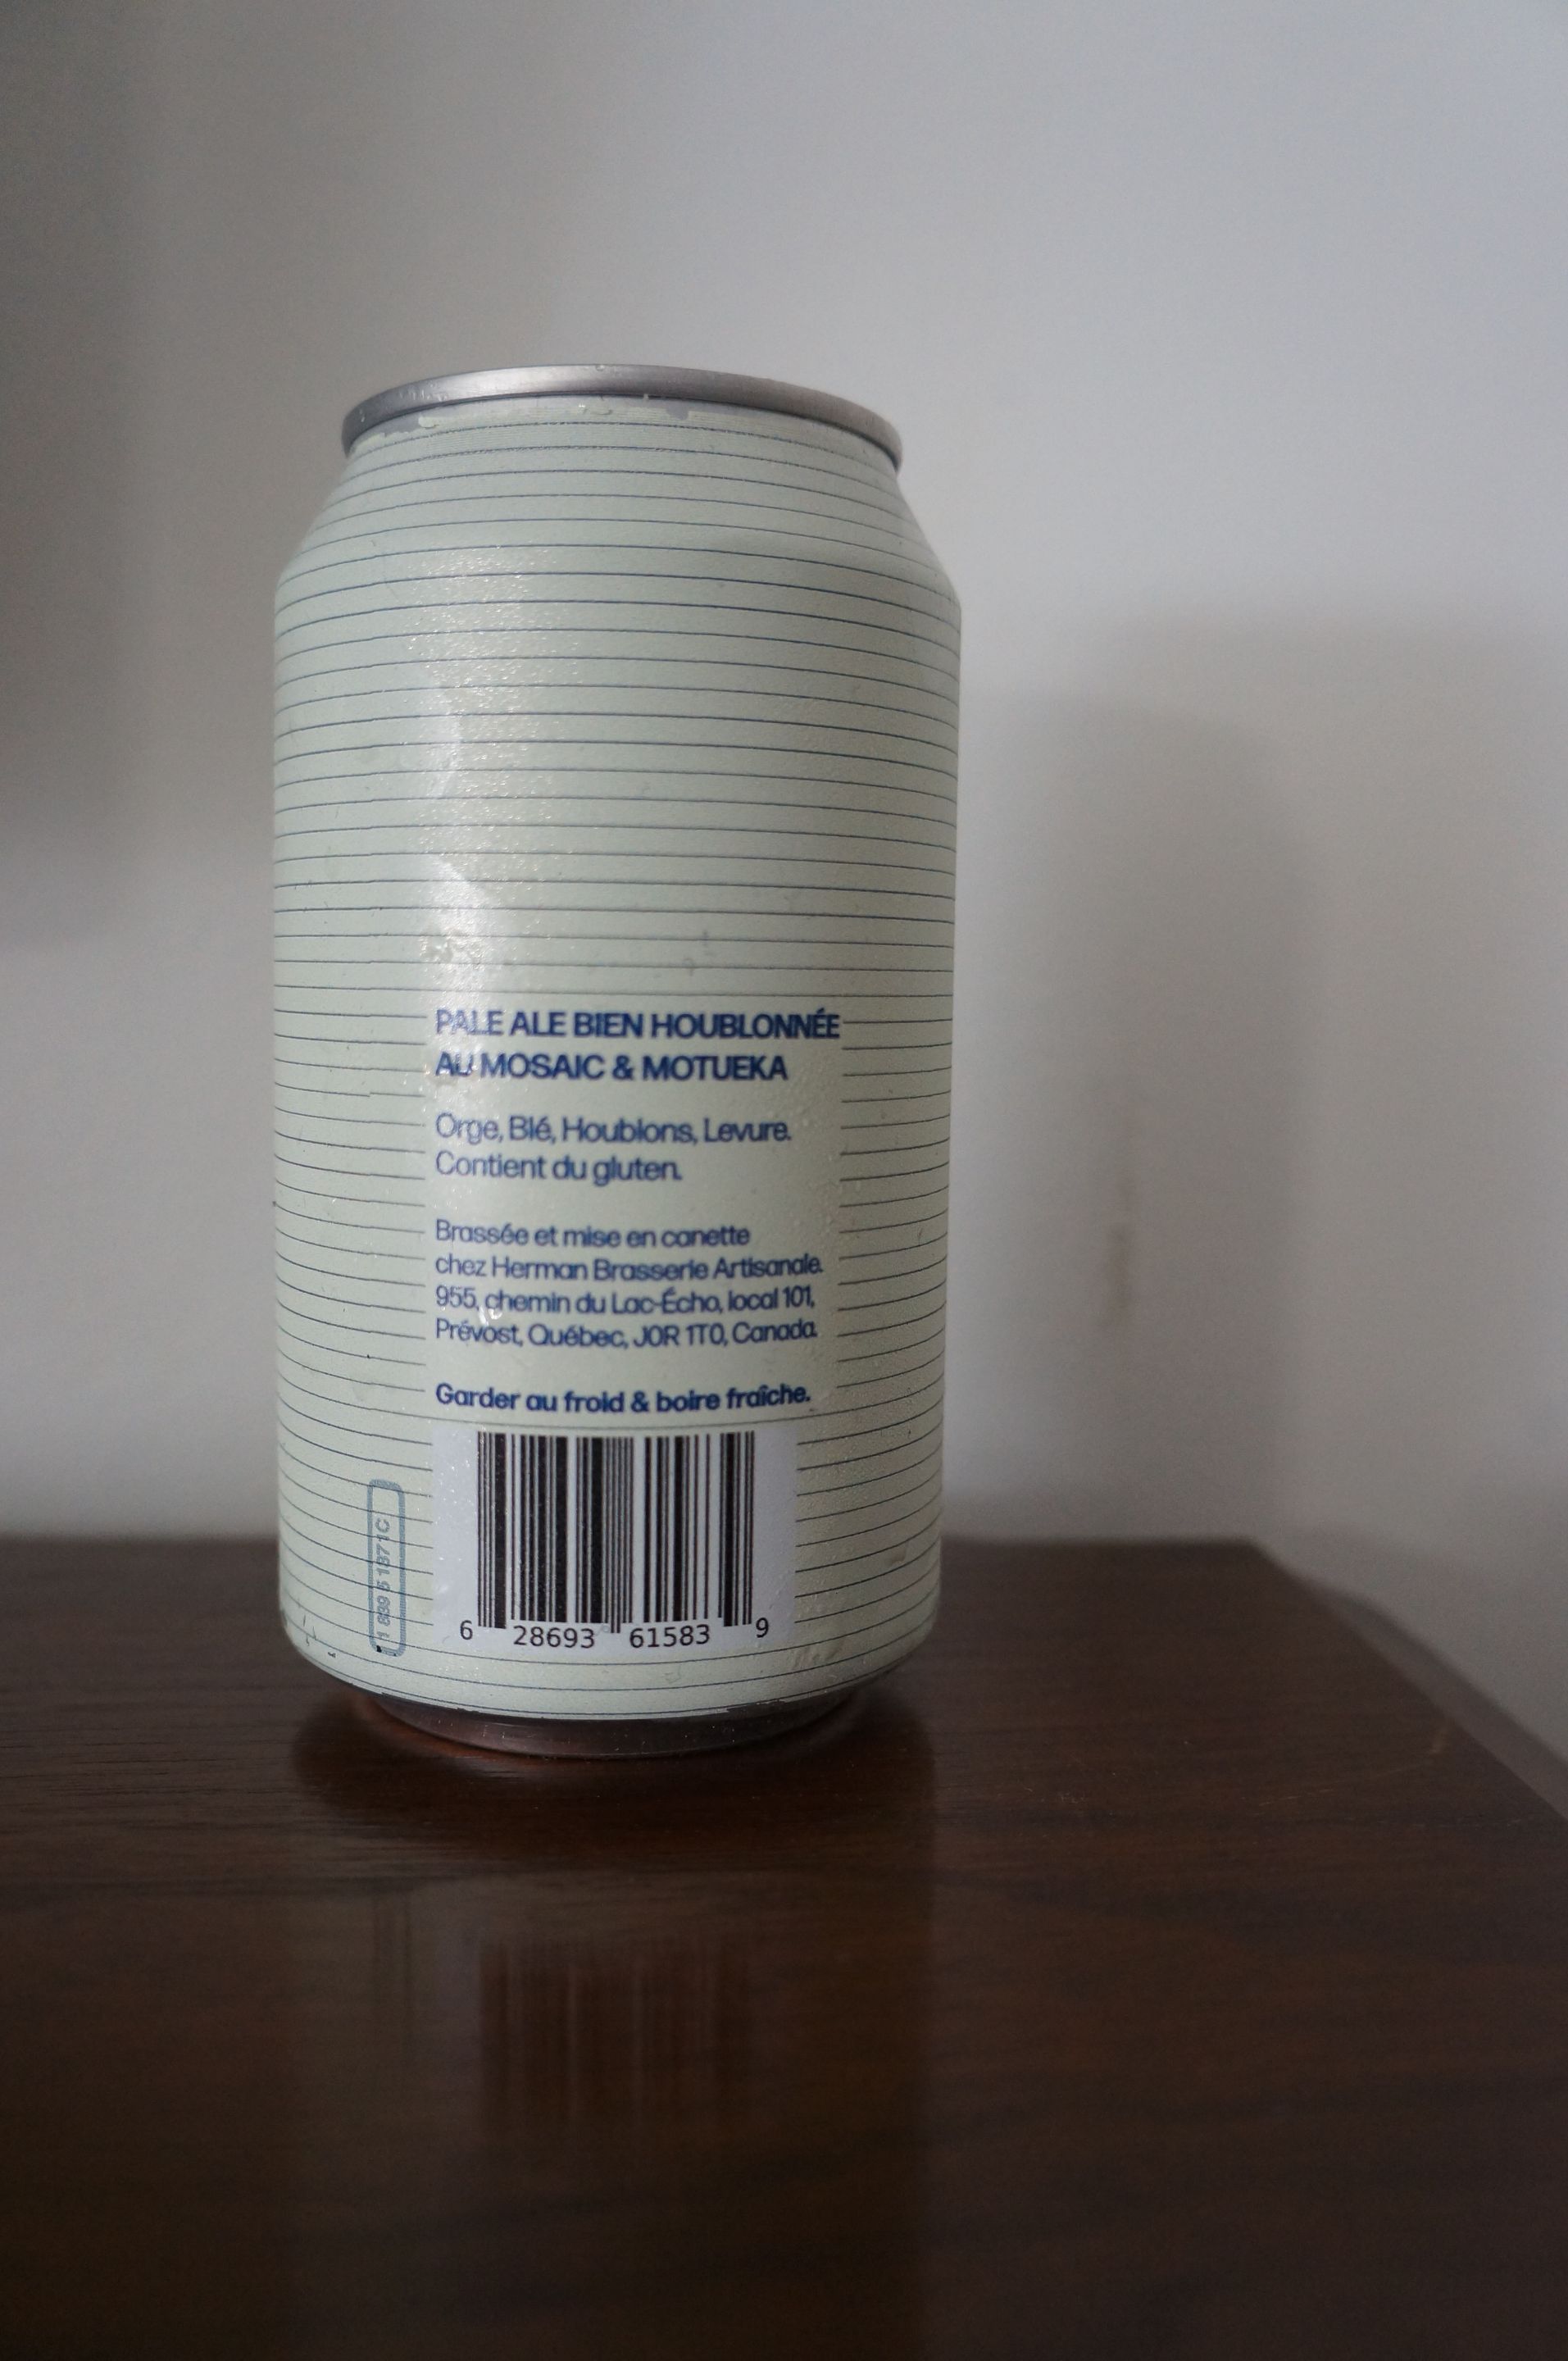 PALE ALE BIEN HOUBLONNÉE
AU MOSAIC & MOTUEKA
Orge, Blé, Houblons, Levure.
Contient du gluten.
Brassée et mise en canette
chez Herman Brasserie Artisanale.
955, chemin du Lac-Écho, local 101,
Prévost, Québec, J0R 1T0, Canada.
Garder au froid & boire fraîche.
6 28693 61583 9